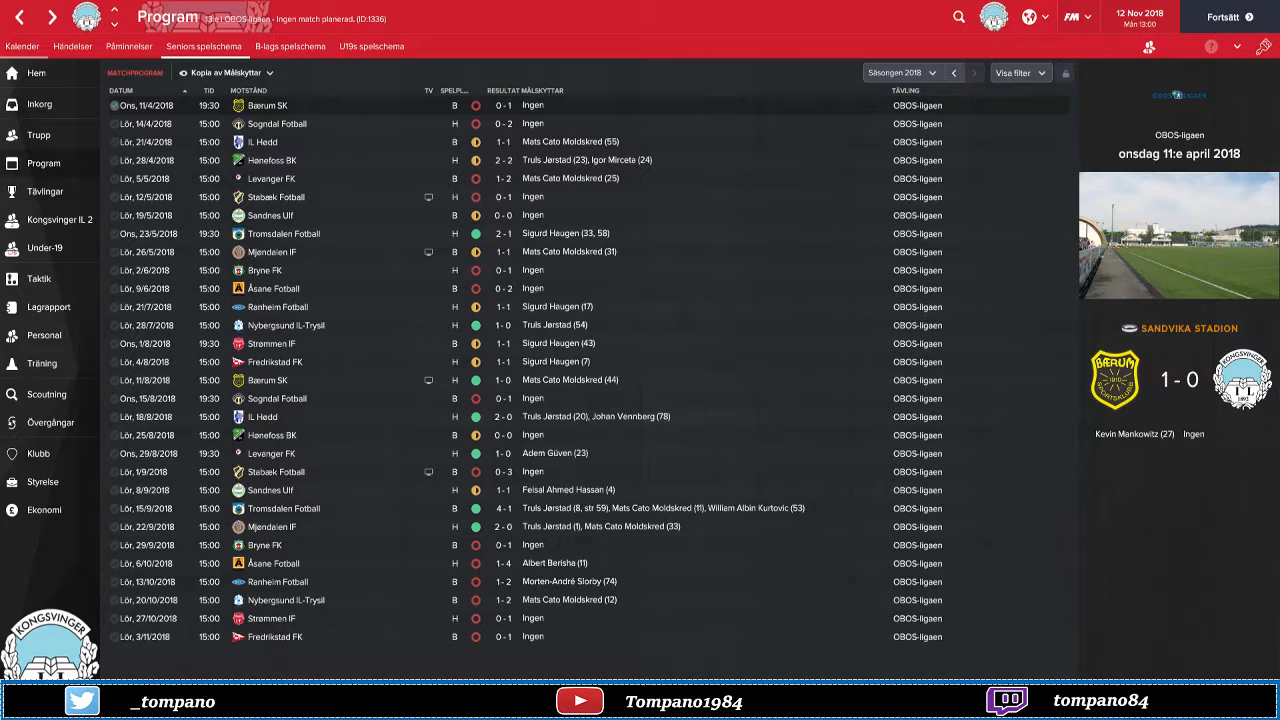 Program
13:e i OBOS-ligaen - Ingen match planerad. (ID:1336)
FM
12 Nov 2018
Mån 13:00
Fortsätt
Kalender Händelser Påminnelser Seniors spelschema B-lags spelschema U19s spelschema
Hem
Inkorg
Trupp
Program
Tävlingar
Kongsvinger IL 2
Under-19
Taktik
Lagrapport
Personal
Träning
Scoutning
Övergångar
Klubb
Styrelse
Ekonomi
MATCHPROGRAM Kopia av Målskyttar Säsongen 2018 Visa filter
DATUM TID MOTSTÅND TV SPELPL... RESULTAT MÅLSKYTTAR TÄVLING
Ons, 11/4/2018 19:30 Bærum SK B 0 - 1 Ingen OBOS-ligaen
Lör, 14/4/2018 15:00 Sogndal Fotball H 0 - 2 Ingen OBOS-ligaen
Lör, 21/4/2018 15:00 IL Hødd B 1 - 1 Mats Cato Moldskred (55) OBOS-ligaen
Lör, 28/4/2018 15:00 Hønefoss BK H 2 - 2 Truls Jørstad (23), Igor Mirceta (24) OBOS-ligaen
Lör, 5/5/2018 15:00 Levanger FK B 1 - 2 Mats Cato Moldskred (25) OBOS-ligaen
Lör, 12/5/2018 15:00 Stabæk Fotball H 0 - 1 Ingen OBOS-ligaen
Lör, 19/5/2018 15:00 Sandnes Ulf B 0 - 0 Ingen OBOS-ligaen
Ons, 23/5/2018 19:30 Tromsdalen Fotball H 2 - 1 Sigurd Haugen (33, 58) OBOS-ligaen
Lör, 26/5/2018 15:00 Mjøndalen IF B 1 - 1 Mats Cato Moldskred (31) OBOS-ligaen
Lör, 2/6/2018 15:00 Bryne FK H 0 - 1 Ingen OBOS-ligaen
Lör, 9/6/2018 15:00 Åsane Fotball B 0 - 2 Ingen OBOS-ligaen
Lör, 21/7/2018 15:00 Ranheim Fotball H 1 - 1 Sigurd Haugen (17) OBOS-ligaen
Lör, 28/7/2018 15:00 Nybergsund IL-Trysil H 1 - 0 Truls Jørstad (54) OBOS-ligaen
Ons, 1/8/2018 19:30 Strømmen IF B 1 - 1 Sigurd Haugen (43) OBOS-ligaen
Lör, 4/8/2018 15:00 Fredrikstad FK H 1 - 1 Sigurd Haugen (7) OBOS-ligaen
Lör, 11/8/2018 15:00 Bærum SK H 1 - 0 Mats Cato Moldskred (44) OBOS-ligaen
Ons, 15/8/2018 19:30 Sogndal Fotball B 0 - 1 Ingen OBOS-ligaen
Lör, 18/8/2018 15:00 IL Hødd H 2 - 0 Truls Jørstad (20), Johan Vennberg (78) OBOS-ligaen
Lör, 25/8/2018 15:00 Hønefoss BK B 0 - 0 Ingen OBOS-ligaen
Ons, 29/8/2018 19:30 Levanger FK H 1 - 0 Adem Güven (23) OBOS-ligaen
Lör, 1/9/2018 15:00 Stabæk Fotball B 0 - 3 Ingen OBOS-ligaen
Lör, 8/9/2018 15:00 Sandnes Ulf H 1 - 1 Feisal Ahmed Hassan (4) OBOS-ligaen
Lör, 15/9/2018 15:00 Tromsdalen Fotball B 4 - 1 Truls Jørstad (8, str 59), Mats Cato Moldskred (11), William Albin Kurtovic (53) OBOS-ligaen
Lör, 22/9/2018 15:00 Mjøndalen IF H 2 - 0 Truls Jørstad (1), Mats Cato Moldskred (33) OBOS-ligaen
Lör, 29/9/2018 15:00 Bryne FK B 0 - 1 Ingen OBOS-ligaen
Lör, 6/10/2018 15:00 Åsane Fotball H 1 - 4 Albert Berisha (11) OBOS-ligaen
Lör, 13/10/2018 15:00 Ranheim Fotball B 1 - 2 Morten-André Slorby (74) OBOS-ligaen
Lör, 20/10/2018 15:00 Nybergsund IL-Trysil B 1 - 2 Mats Cato Moldskred (12) OBOS-ligaen
Lör, 27/10/2018 15:00 Strømmen IF H 0 - 1 Ingen OBOS-ligaen
Lör, 3/11/2018 15:00 Fredrikstad FK B 0 - 1 Ingen OBOS-ligaen
OBOS-ligaen
onsdag 11:e april 2018
SANDVIKA STADION
BÆRUM
1910
SPORTSKLUBB
1 - 0
KONGSVINGER
I L
1892
Kevin Mankowitz (27) Ingen
KONGSVINGER
_tompano
Tompano1984
tompano84